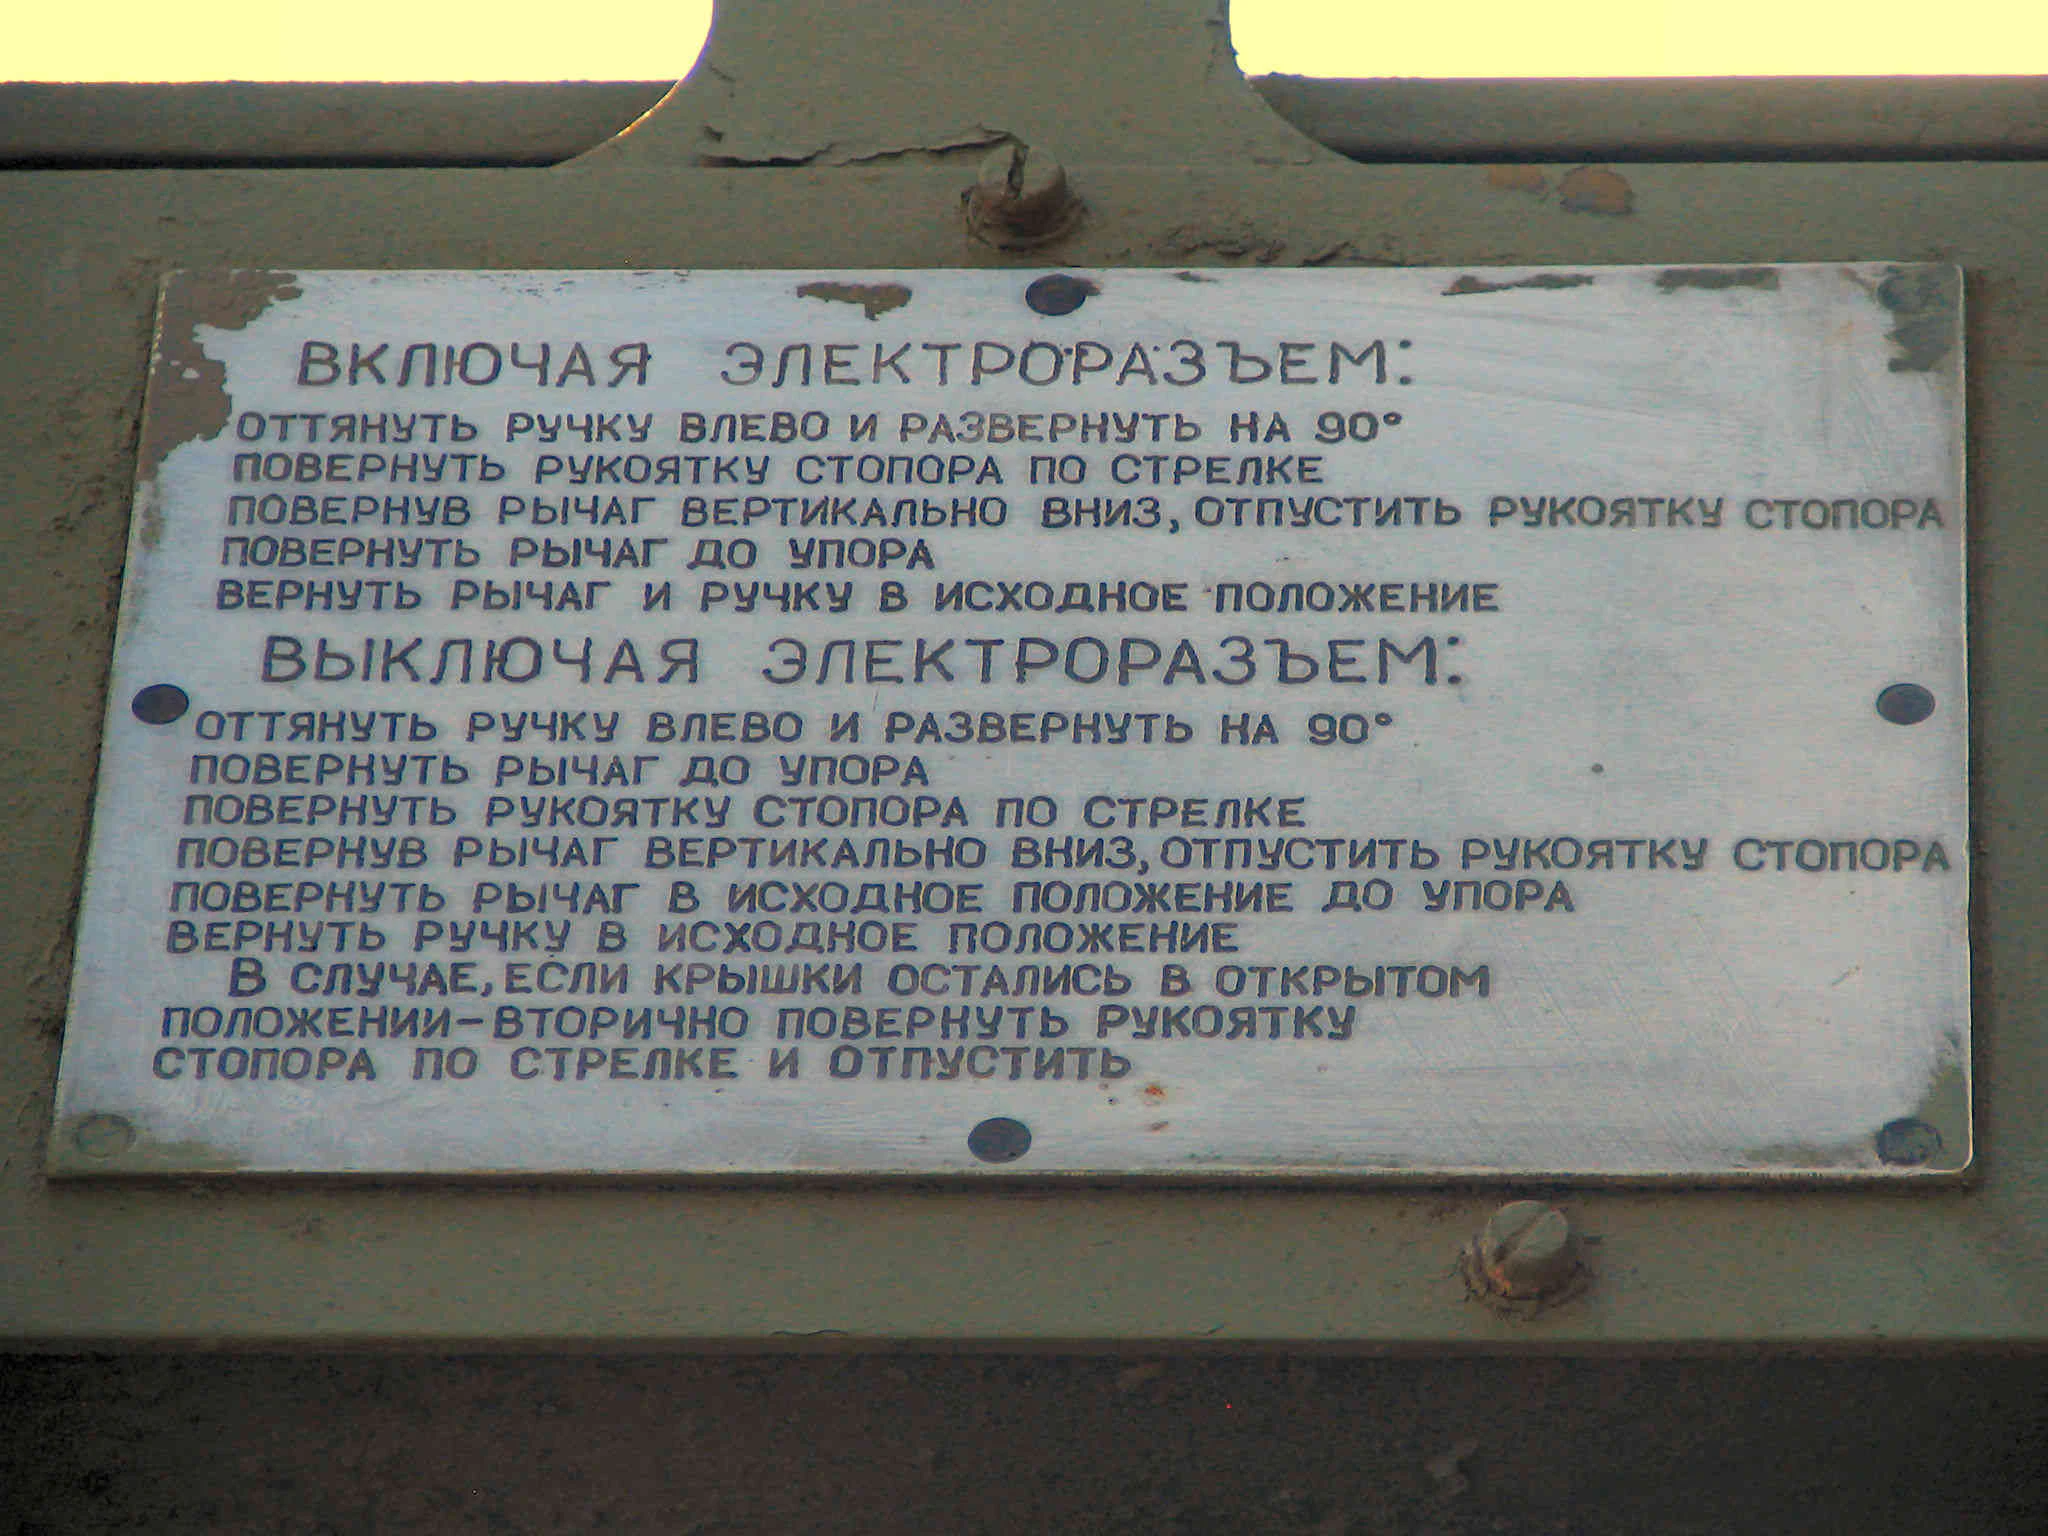 ВКЛЮЧАЯ ЭЛЕКТРОРАЗЪЕМ:
ОТТЯНУТЬ РУЧКУ ВЛЕВО И РАЗВЕРНУТЬ НА 90°
ПОВЕРНУТЬ РУКОЯТКУ СТОПОРА ПО СТРЕЛКЕ
ПОВЕРНУВ РЫЧАГ ВЕРТИКАЛЬНО ВНИЗ, ОТПУСТИТЬ РУКОЯТКУ СТОПОРА
ПОВЕРНУТЬ РЫЧАГ ДО УПОРА
ВЕРНУТЬ РЫЧАГ И РУЧКУ В ИСХОДНОЕ ПОЛОЖЕНИЕ
ВЫКЛЮЧАЯ ЭЛЕКТРОРАЗЪЕМ:
ОТТЯНУТЬ РУЧКУ ВЛЕВО И РАЗВЕРНУТЬ НА 90°
ПОВЕРНУТЬ РЫЧАГ ДО УПОРА
ПОВЕРНУТЬ РУКОЯТКУ СТОПОРА ПО СТРЕЛКЕ
ПОВЕРНУВ РЫЧАГ ВЕРТИКАЛЬНО ВНИЗ, ОТПУСТИТЬ РУКОЯТКУ СТОПОРА
ПОВЕРНУТЬ РЫЧАГ В ИСХОДНОЕ ПОЛОЖЕНИЕ ДО УПОРА
ВЕРНУТЬ РУЧКУ В ИСХОДНОЕ ПОЛОЖЕНИЕ
В СЛУЧАЕ, ЕСЛИ КРЫШКИ ОСТАЛИСЬ В ОТКРЫТОМ
ПОЛОЖЕНИИ-ВТОРИЧНО ПОВЕРНУТЬ РУКОЯТКУ
СТОПОРА ПО СТРЕЛКЕ И ОТПУСТИТЬ